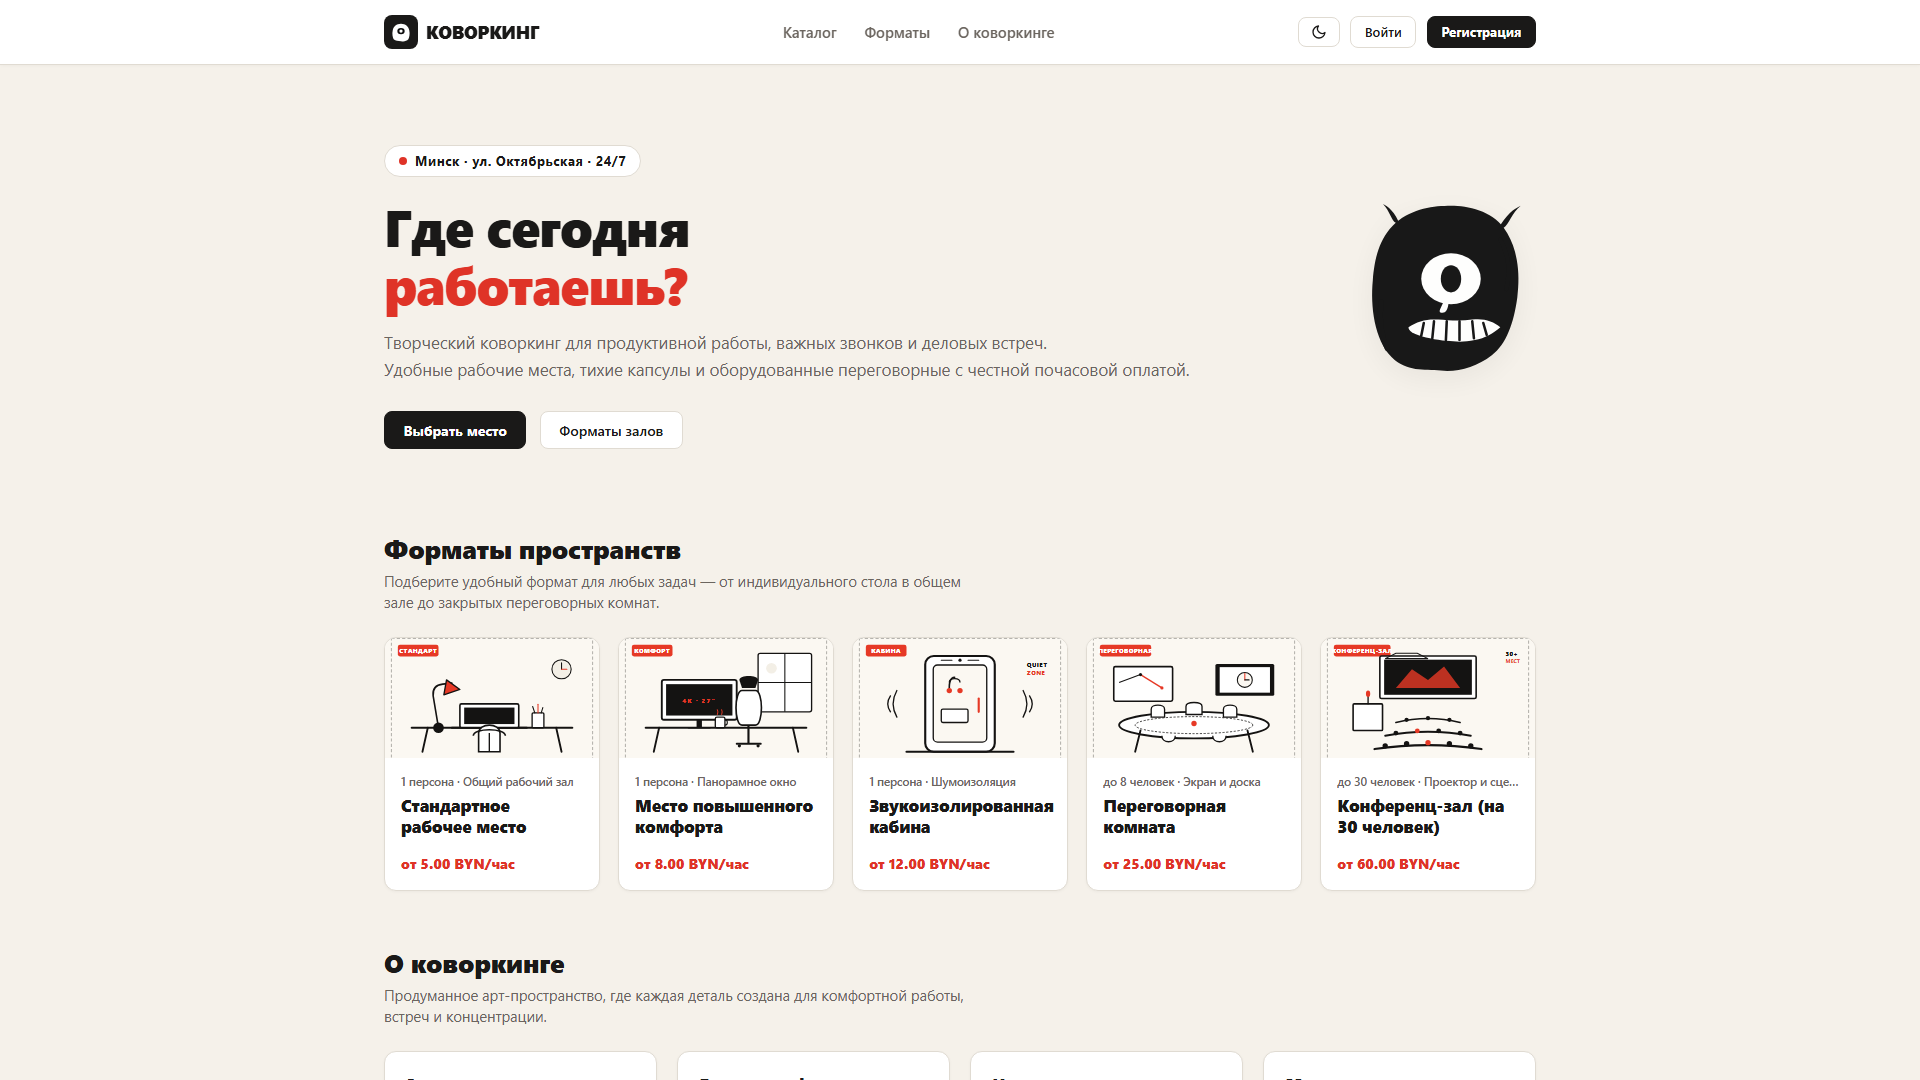 КОВОРКИНГ
Каталог
Форматы
О коворкинге
Войти
Регистрация
Минск · ул. Октябрьская · 24/7
Где сегодня
работаешь?
Творческий коворкинг для продуктивной работы, важных звонков и деловых встреч.
Удобные рабочие места, тихие капсулы и оборудованные переговорные с честной почасовой оплатой.
Выбрать место
Форматы залов
Форматы пространств
Подберите удобный формат для любых задач — от индивидуального стола в общем
зале до закрытых переговорных комнат.
СТАНДАРТ
1 персона · Общий рабочий зал
Стандартное
рабочее место
от 5.00 BYN/час
КОМФОРТ
4K · 27"
1 персона · Панорамное окно
Место повышенного
комфорта
от 8.00 BYN/час
КАБИНА
QUIET
ZONE
1 персона · Шумоизоляция
Звукоизолированная
кабина
от 12.00 BYN/час
ПЕРЕГОВОРНАЯ
до 8 человек · Экран и доска
Переговорная
комната
от 25.00 BYN/час
КОНФЕРЕНЦ-ЗАЛ
30+
МЕСТ
до 30 человек · Проектор и сце...
Конференц-зал (на
30 человек)
от 60.00 BYN/час
О коворкинге
Продуманное арт-пространство, где каждая деталь создана для комфортной работы,
встреч и концентрации.